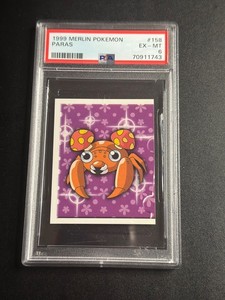 1999 MERLIN POKEMON #158
PARAS EX - MT
6
PSA 70911743